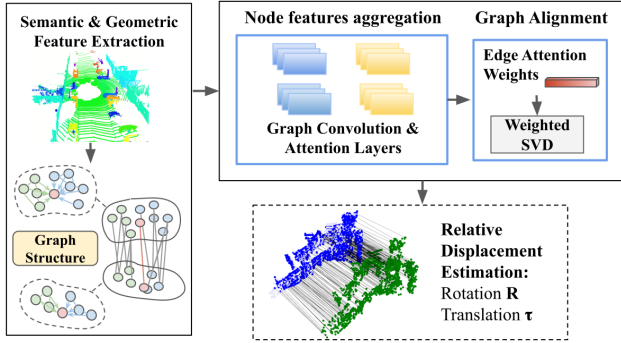 Semantic & Geometric
Feature Extraction
Graph
Structure
Node features aggregation
Graph Convolution &
Attention Layers
Graph Alignment
Edge Attention
Weights
Weighted
SVD
Relative
Displacement
Estimation:
Rotation R
Translation τ